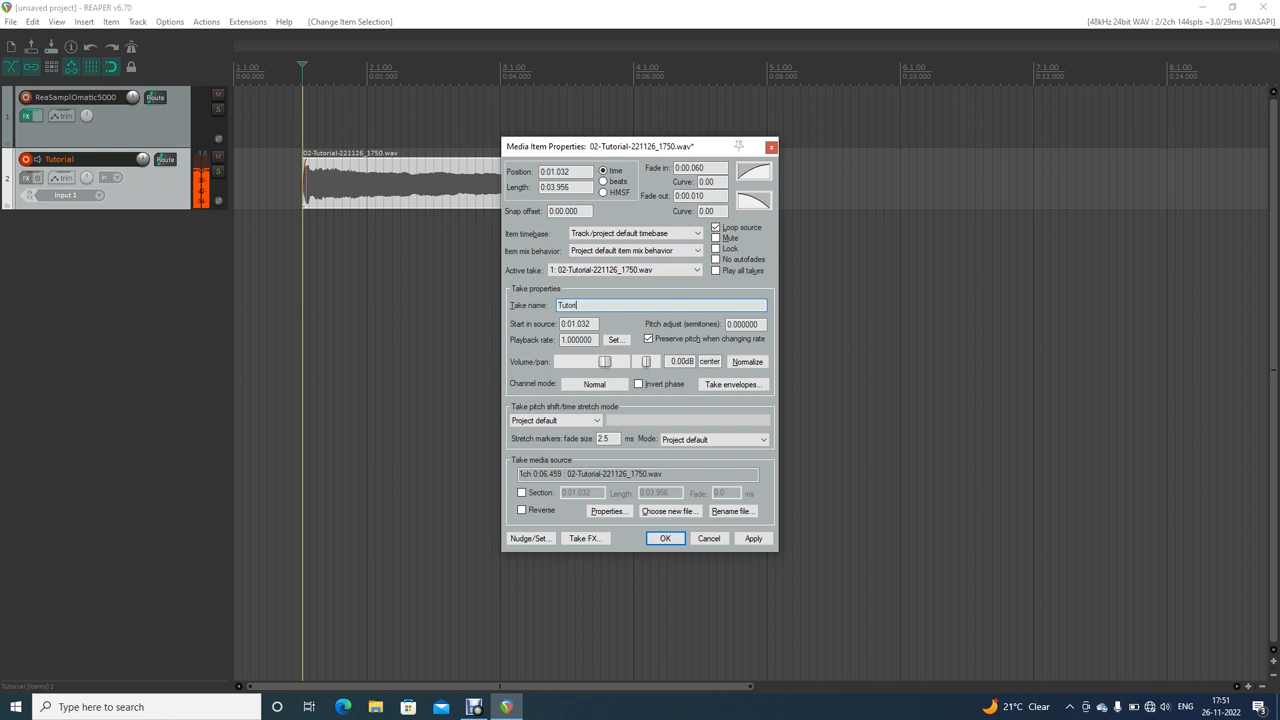 [unsaved project] - REAPER v6.70
File Edit View Insert Item Track Options Actions Extensions Help [Change Item Selection]
[48kHz 24bit WAV : 2/2ch 144spls ~3.0/29ms WASAPI]
1.1.00 2.1.00 3.1.00 4.1.00 5.1.00 6.1.00 7.1.00 8.1.00
0:00.000 0:02.000 0:04.000 0:06.000 0:08.000 0:10.000 0:12.000 0:14.000
ReaSamplOmatic5000 Route M
FX trim S
1
Tutorial Route M
FX trim in S
2
Input 1
02-Tutorial-221126_1750.wav
Media Item Properties: 02-Tutorial-221126_1750.wav*
Position: 0:01.032 time
Length: 0:03.956 beats
HMSF
Snap offset: 0:00.000
Fade in: 0:00.060
Curve: 0.00
Fade out: 0:00.010
Curve: 0.00
Item timebase: Track/project default timebase
Item mix behavior: Project default item mix behavior
Active take: 1: 02-Tutorial-221126_1750.wav
Loop source
Mute
Lock
No autofades
Play all takes
Take properties
Take name: Tutori
Start in source: 0:01.032 Pitch adjust (semitones): 0.000000
Playback rate: 1.000000 Set... Preserve pitch when changing rate
Volume/pan: 0.00dB center Normalize
Channel mode: Normal Invert phase Take envelopes...
Take pitch shift/time stretch mode
Project default
Stretch markers: fade size: 2.5 ms Mode: Project default
Take media source
1ch 0:06.459 : 02-Tutorial-221126_1750.wav
Section: 0:01.032 Length: 0:03.956 Fade: 0.0 ms
Reverse Properties... Choose new file... Rename file...
Nudge/Set... Take FX... OK Cancel Apply
Tutorial [Items] 1
Type here to search
21°C Clear
ENG
17:51
26-11-2022